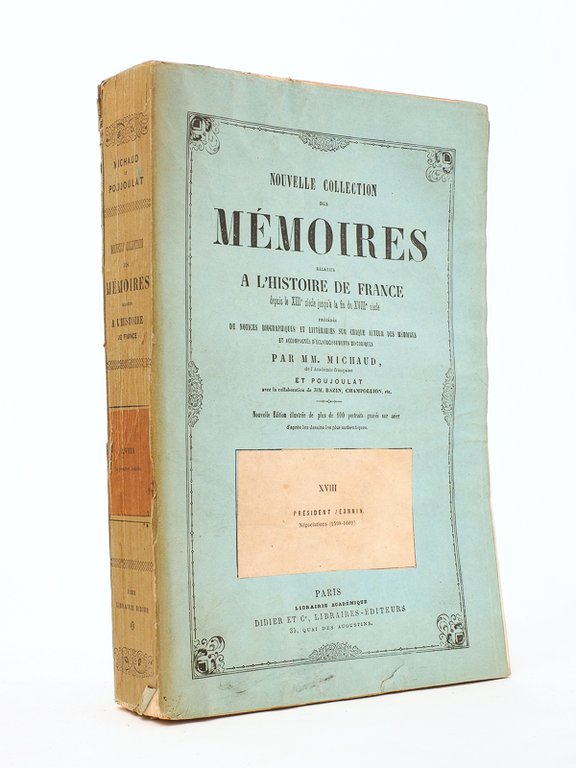 MICHAUD
ET
POUJOULAT
NOUVELLE COLLECTION
DES
MÉMOIRES
RELATIFS
A L'HISTOIRE
DE FRANCE
XVIII
LIBRAIRIE DIDIER
NOUVELLE COLLECTION
DES
MÉMOIRES
RELATIFS
A L'HISTOIRE DE FRANCE
depuis le XIIIe siècle jusqu'à la fin du XVIIIe siècle
PRÉCÉDÉS
DE NOTICES BIOGRAPHIQUES ET LITTÉRAIRES SUR CHAQUE AUTEUR DES MÉMOIRES
ET ACCOMPAGNÉS D'ÉCLAIRCISSEMENTS HISTORIQUES
PAR MM. MICHAUD,
de l'Académie française
ET POUJOULAT
avec la collaboration de MM. BAZIN, CHAMPOLLION, etc.
Nouvelle Édition illustrée de plus de 100 portraits gravés sur acier
d'après les dessins les plus authentiques.
XVIII
PRÉSIDENT JEANNIN.
Négociations (1598-1609)
PARIS
LIBRAIRIE ACADÉMIQUE
DIDIER ET Ce, LIBRAIRES-ÉDITEURS
35, QUAI DES AUGUSTINS.